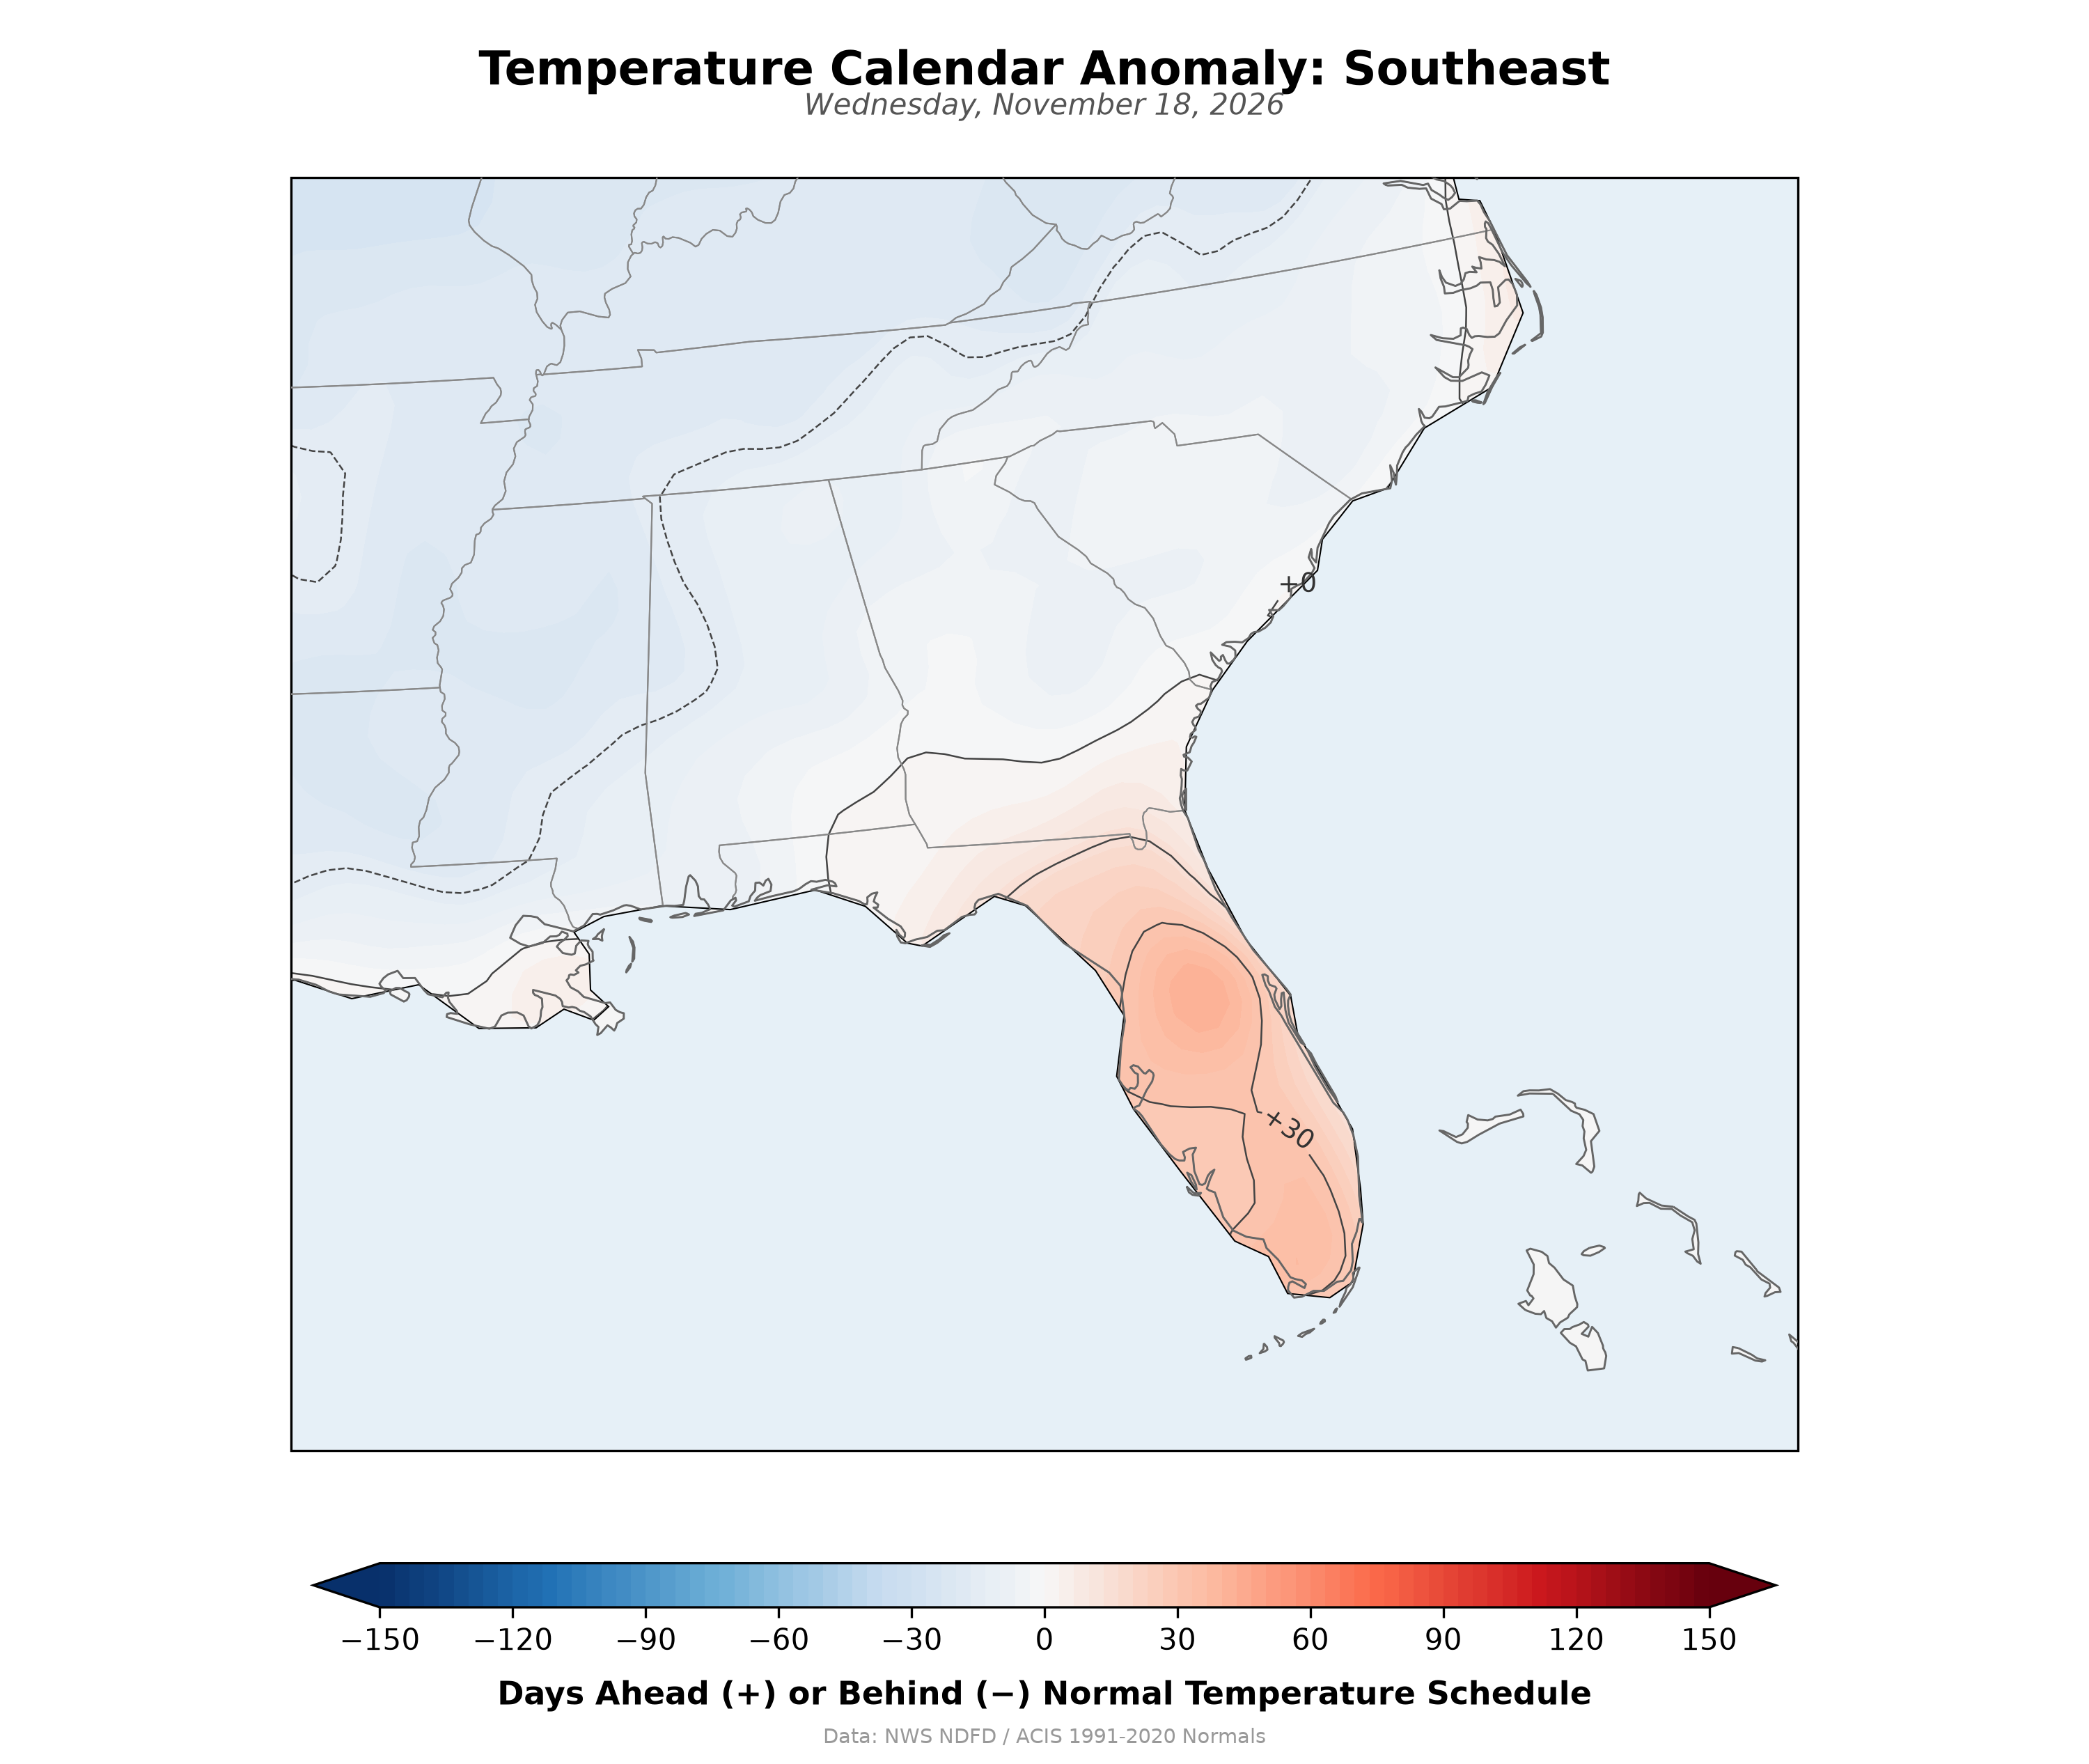 Temperature Calendar Anomaly: Southeast
Wednesday, November 18, 2026
+0
+30
−150 −120 −90 −60 −30 0 30 60 90 120 150
Days Ahead (+) or Behind (−) Normal Temperature Schedule
Data: NWS NDFD / ACIS 1991-2020 Normals